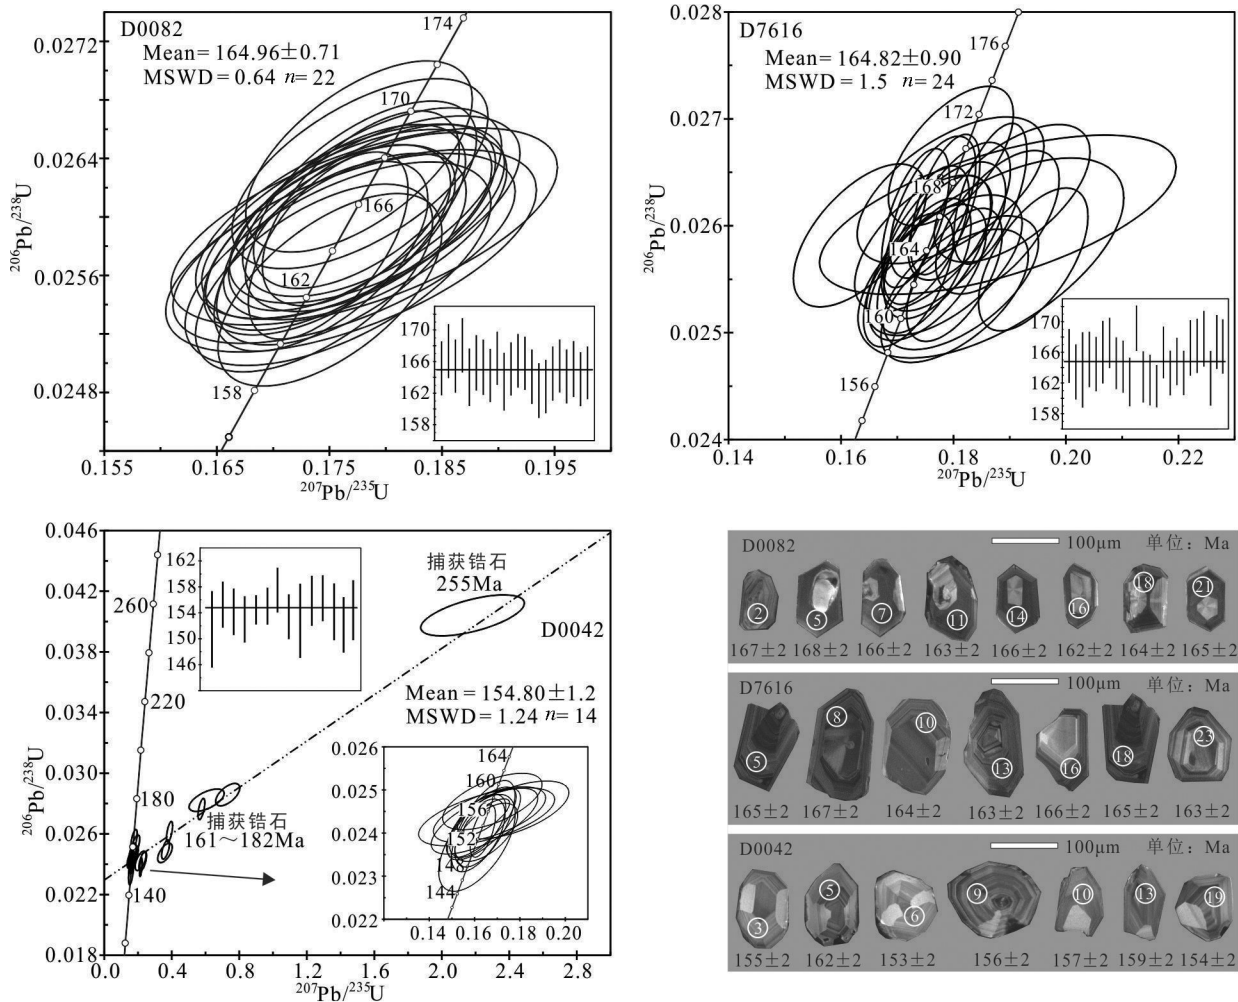 D0082
Mean=164.96±0.71
MSWD=0.64 n=22
174
170
166
162
158
0.0272
0.0264
0.0256
0.0248
206Pb/238U
170
166
162
158
0.155
0.175
0.195
207Pb/235U
D7616
Mean=164.82±0.90
MSWD=1.5 n=24
176
172
168
164
160
156
0.028
0.027
0.026
0.025
0.024
206Pb/238U
170
166
162
158
0.14
0.16
0.18
0.20
0.22
207Pb/235U
0.046
0.042
0.038
0.034
0.030
0.026
0.022
0.018
206Pb/238U
260
220
180
140
162
158
154
150
146
捕获锆石
255Ma
D0042
Mean=154.80±1.2
MSWD=1.24 n=14
捕获锆石
161~182Ma
0.026
0.025
0.024
0.023
0.022
164
160
156
152
148
144
0.12 0.14 0.16 0.18 0.20
0.0 0.4 0.8 1.2 1.6 2.0 2.4 2.8
207Pb/235U
D0082 100μm 单位：Ma
2 5 7 11 14 16 18 21
167±2 168±2 166±2 163±2 166±2 162±2 164±2 165±2
D7616 100μm 单位：Ma
5 8 10 13 16 18 23
165±2 167±2 164±2 163±2 166±2 165±2 163±2
D0042 100μm 单位：Ma
3 5 6 9 10 13 19
155±2 162±2 153±2 156±2 157±2 159±2 154±2